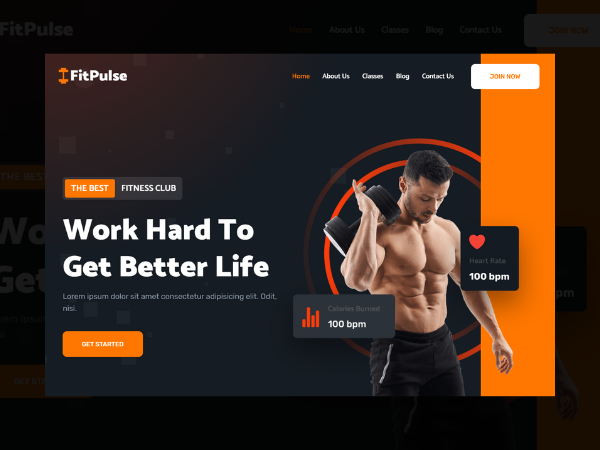 FitPulse
Home About Us Classes Blog Contact Us JOIN NOW
FitPulse
Home About Us Classes Blog Contact Us JOIN NOW
THE BEST FITNESS CLUB
Work Hard To
Get Better Life
Lorem ipsum dolor sit amet consectetur adipisicing elit. Odit,
nisi.
GET STARTED
Heart Rate
100 bpm
Calories Burned
100 bpm